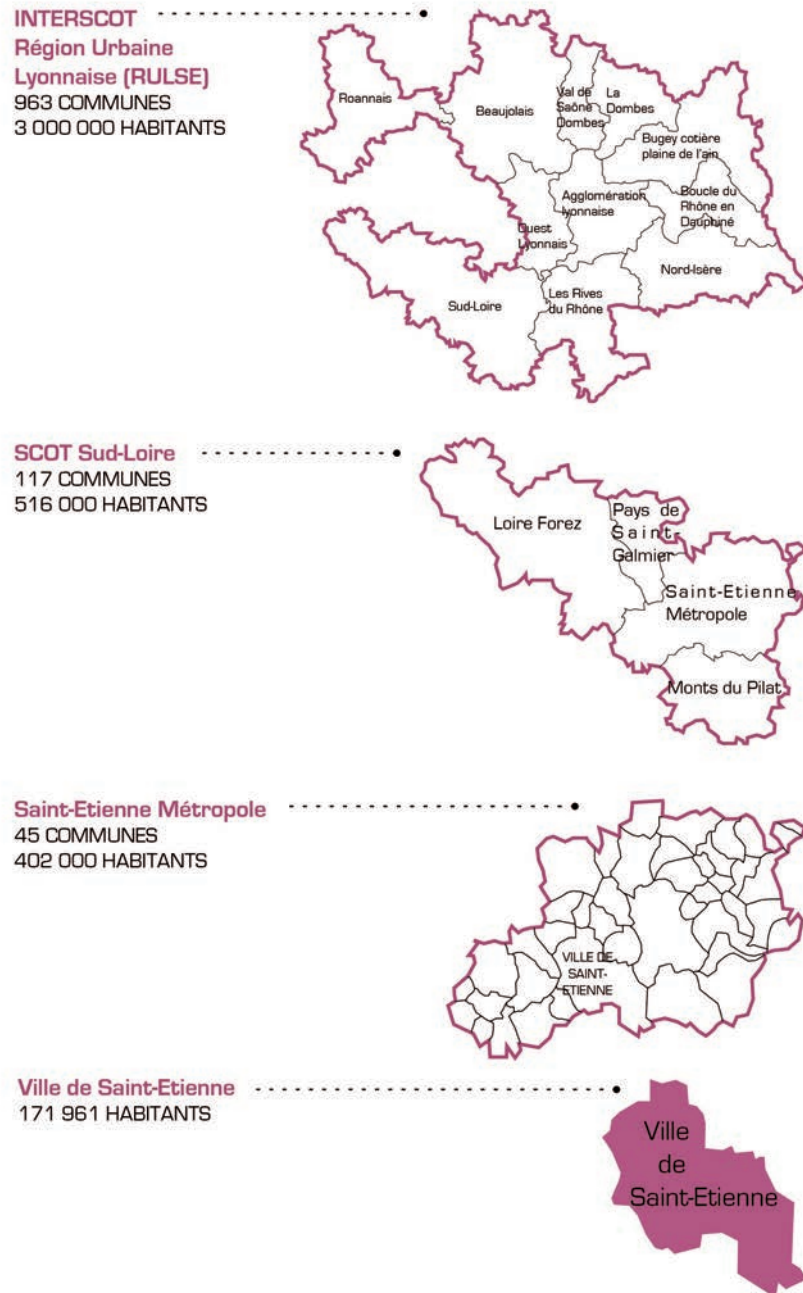 INTERSCOT
Région Urbaine
Lyonnaise (RULSE)
963 COMMUNES
3 000 000 HABITANTS
Roannais
Beaujolais
Val de
Saône
Dombes
La
Dombes
Bugey cotière
plaine de l'ain
Agglomération
lyonnaise
Boucle du
Rhône en
Dauphiné
Ouest
Lyonnais
Nord-Isère
Sud-Loire
Les Rives
du Rhône
SCOT Sud-Loire
117 COMMUNES
516 000 HABITANTS
Loire Forez
Pays de
Saint-
Galmier
Saint-Etienne
Métropole
Monts du Pilat
Saint-Etienne Métropole
45 COMMUNES
402 000 HABITANTS
VILLE DE
SAINT-
ETIENNE
Ville de Saint-Etienne
171 961 HABITANTS
Ville
de
Saint-Etienne